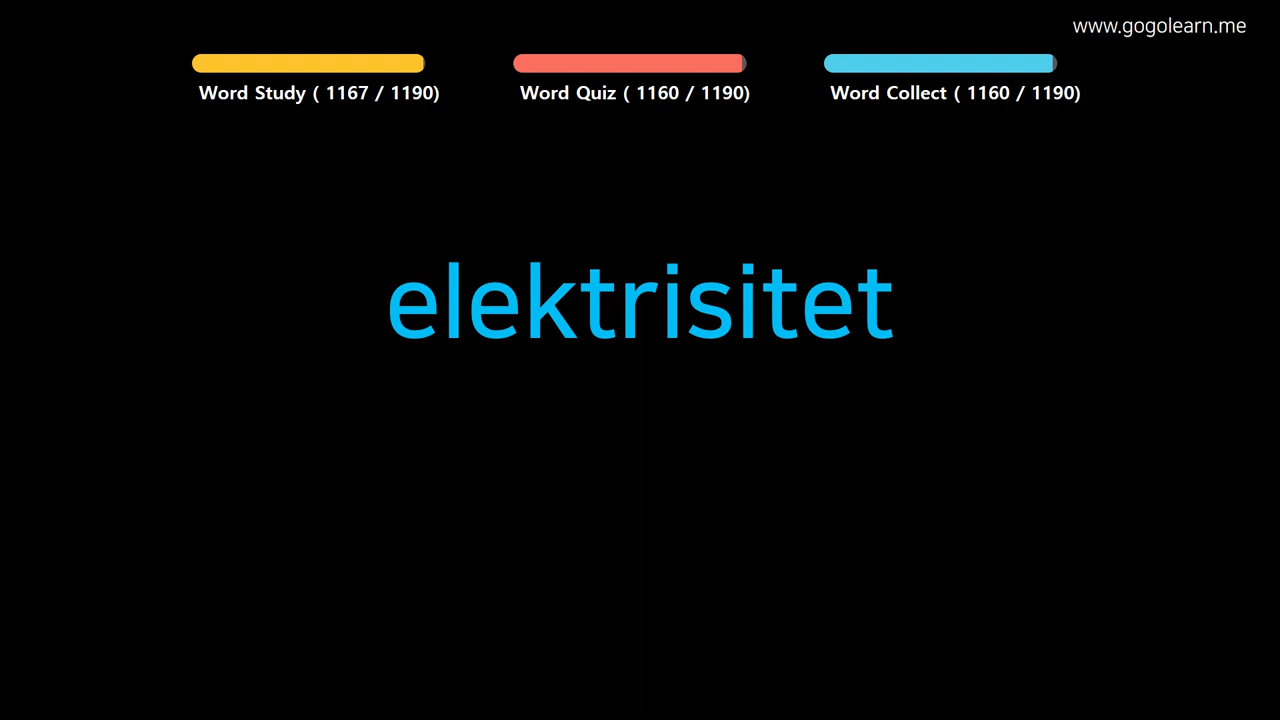 www.gogolearn.me
Word Study ( 1167 / 1190)
Word Quiz ( 1160 / 1190)
Word Collect ( 1160 / 1190)
elektrisitet